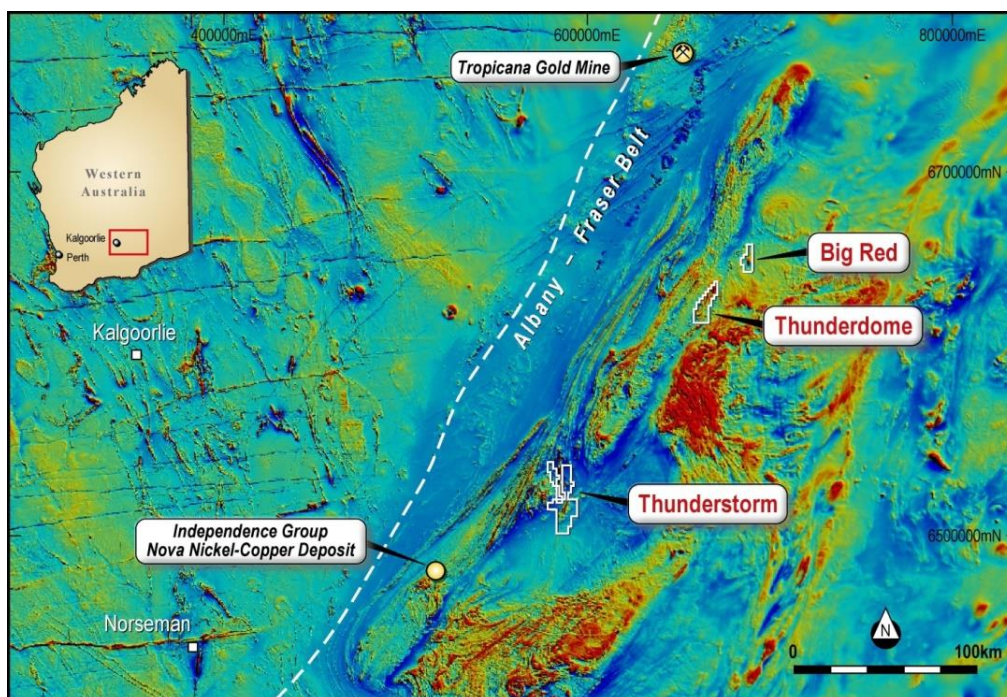 400000mE
600000mE
800000mE
Tropicana Gold Mine
Western
Australia
Kalgoorlie
Perth
6700000mN
Albany - Fraser Belt
Big Red
Thunderdome
Kalgoorlie
Thunderstorm
Independence Group
Nova Nickel-Copper Deposit
6500000mN
Norseman
N
0
100km